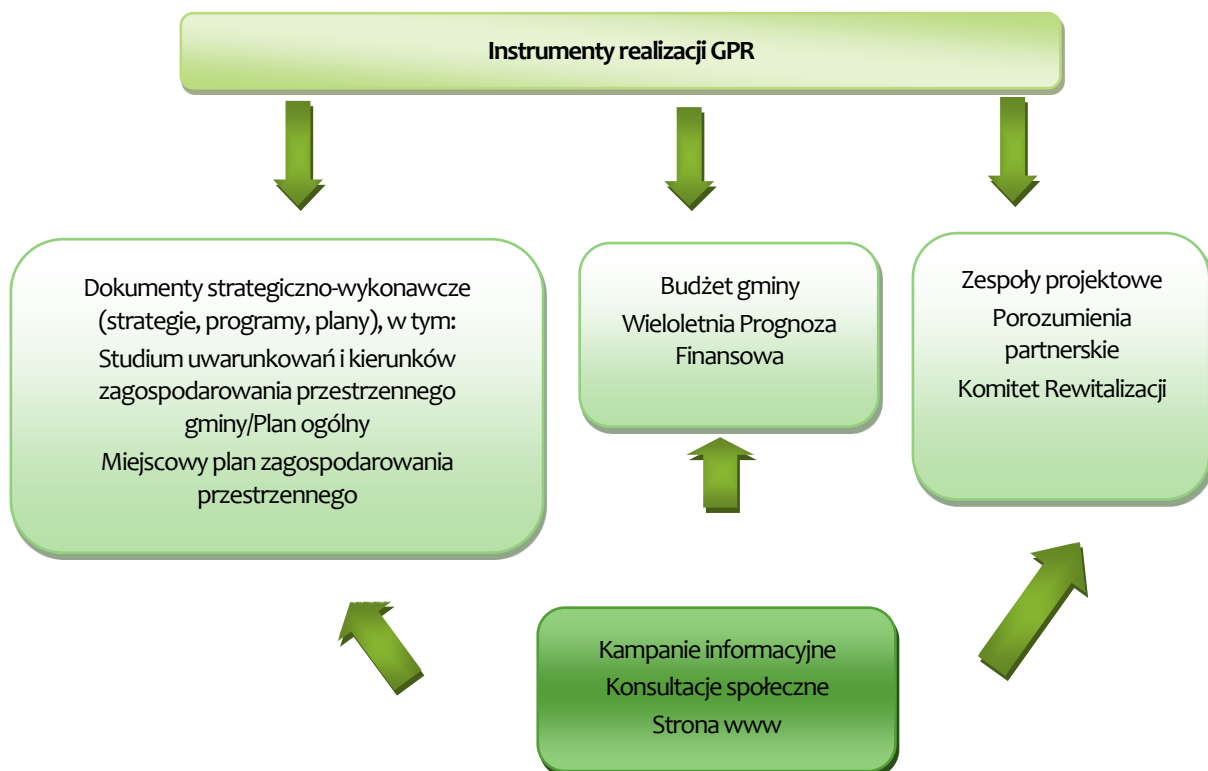 Instrumenty realizacji GPR
Dokumenty strategiczno-wykonawcze
(strategie, programy, plany), w tym:
Studium uwarunkowań i kierunków
zagospodarowania przestrzennego
gminy/Plan ogólny
Miejscowy plan zagospodarowania
przestrzennego
Budżet gminy
Wieloletnia Prognoza
Finansowa
Zespoły projektowe
Porozumienia
partnerskie
Komitet Rewitalizacji
Kampanie informacyjne
Konsultacje społeczne
Strona www